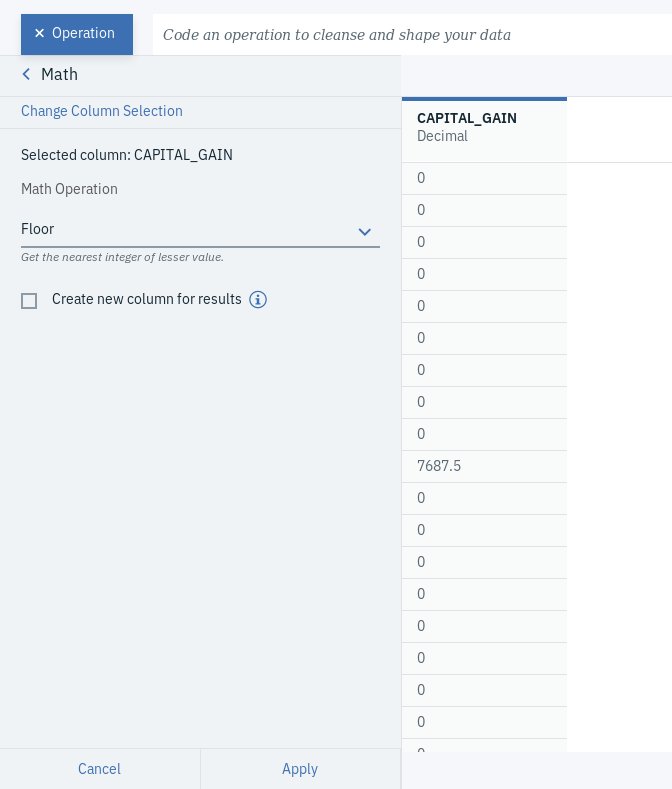 Operation
Code an operation to cleanse and shape your data
Math
Change Column Selection
Selected column: CAPITAL_GAIN
Math Operation
Floor
Get the nearest integer of lesser value.
Create new column for results
Cancel
Apply
CAPITAL_GAIN
Decimal
0
0
0
0
0
0
0
0
0
7687.5
0
0
0
0
0
0
0
0
0